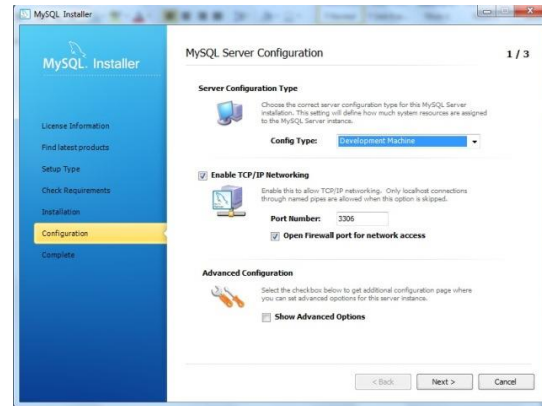 MySQL Installer
MySQL. Installer
License Information
Find latest products
Setup Type
Check Requirements
Installation
Configuration
Complete
MySQL Server Configuration
1 / 3
Server Configuration Type
Choose the correct server configuration type for this MySQL Server
installation. This setting will define how much system resources are assigned
to the MySQL Server instance.
Config Type:
Development Machine
Enable TCP/IP Networking
Enable this to allow TCP/IP networking. Only localhost connections
through named pipes are allowed when this option is skipped.
Port Number:
3306
Open Firewall port for network access
Advanced Configuration
Select the checkbox below to get additional configuration page where
you can set advanced opotions for this server instance.
Show Advanced Options
< Back
Next >
Cancel